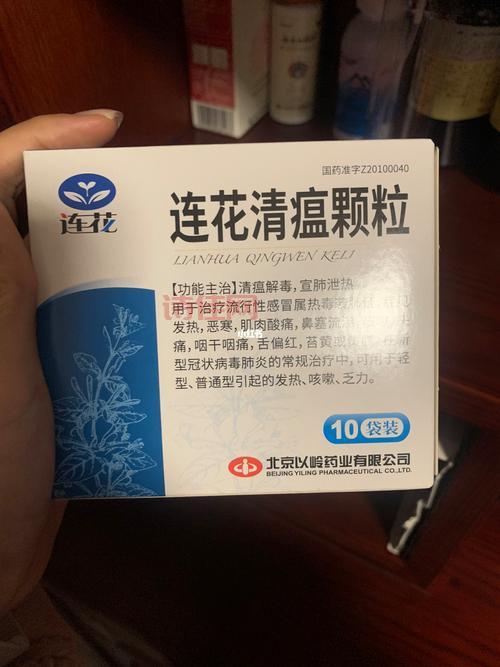 国药准字Z20100040
连花
连花清瘟颗粒
LIANHUA QINGWEN KELI
【功能主治】清瘟解毒，宣肺泄热
用于治疗流行性感冒属热毒
发热，恶寒，肌肉酸痛，鼻塞流
痛，咽干咽痛，舌偏红，苔黄或
型冠状病毒肺炎的常规治疗中，可用于轻
型、普通型引起的发热、咳嗽、乏力。
10袋装
北京以岭药业有限公司
BEIJING YILING PHARMACEUTICAL CO.,LTD.